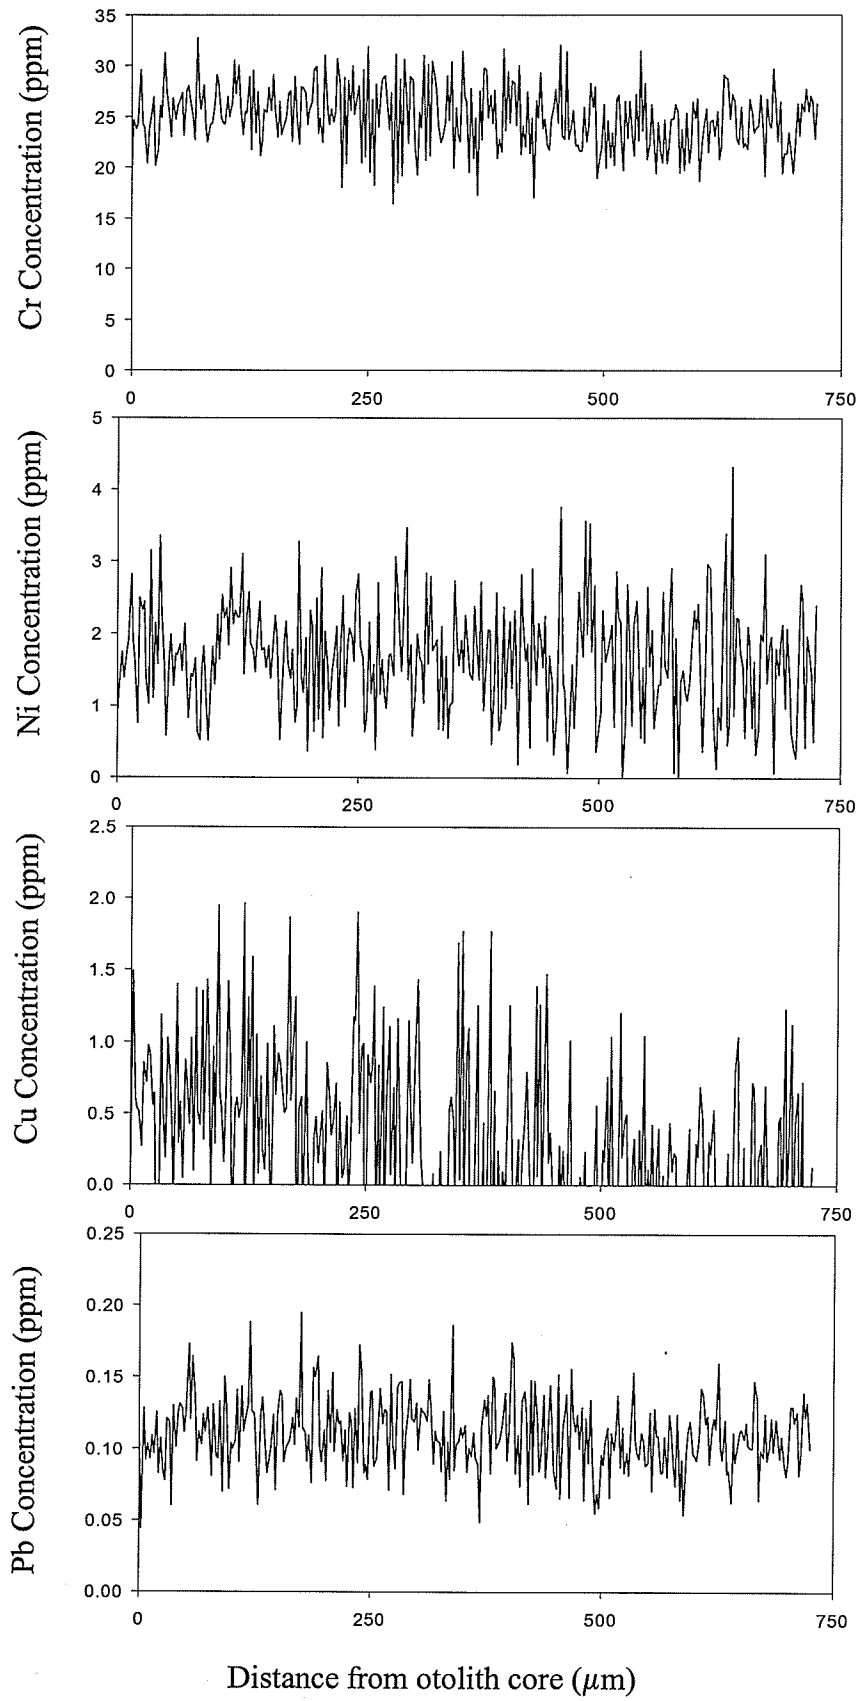 Cr Concentration (ppm)
35
30
25
20
15
10
5
0
0 250 500 750
Ni Concentration (ppm)
5
4
3
2
1
0
0 250 500 750
Cu Concentration (ppm)
2.5
2.0
1.5
1.0
0.5
0.0
0 250 500 750
Pb Concentration (ppm)
0.25
0.20
0.15
0.10
0.05
0.00
0 250 500 750
Distance from otolith core (μm)